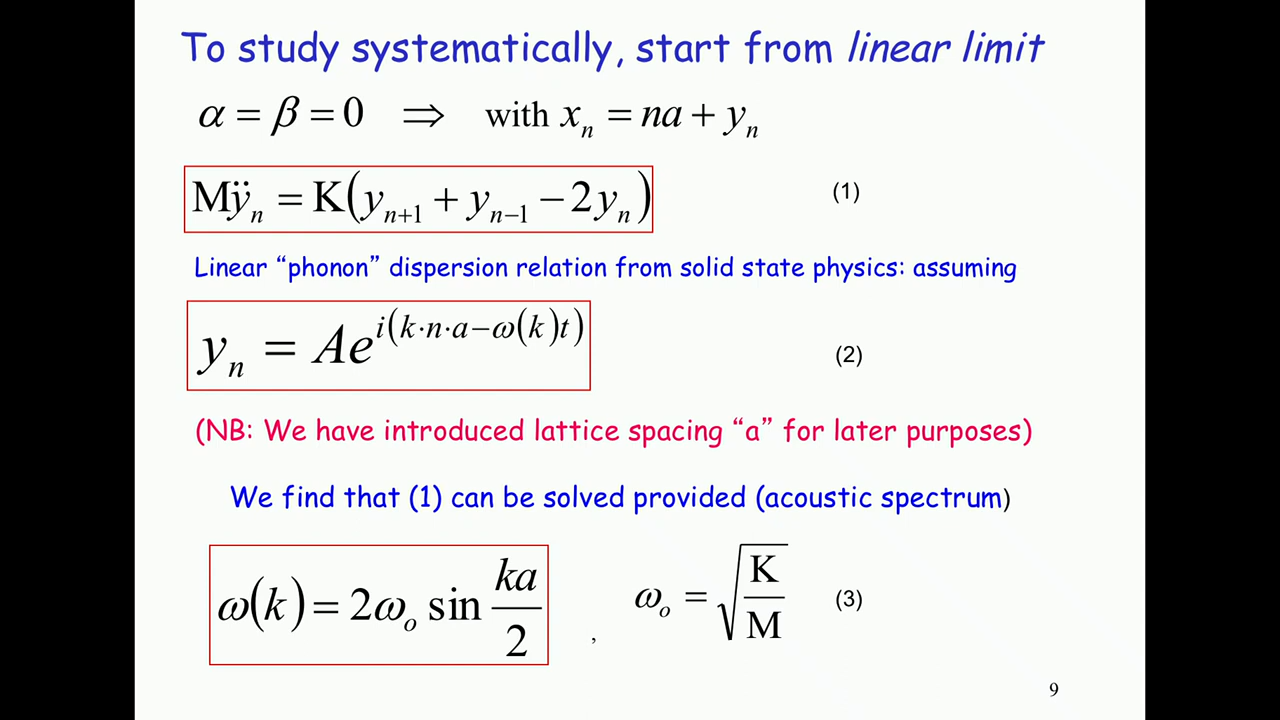 To study systematically, start from linear limit
α = β = 0 ⇒ with xₙ = na + yₙ
Mÿₙ = K(yₙ₊₁ + yₙ₋₁ − 2yₙ) (1)
Linear “phonon” dispersion relation from solid state physics: assuming
yₙ = Ae^{i(k·n·a−ω(k)t)} (2)
(NB: We have introduced lattice spacing “a” for later purposes)
We find that (1) can be solved provided (acoustic spectrum)
ω(k) = 2ωₒ sin ka/2 , ωₒ = √(K/M) (3)
9